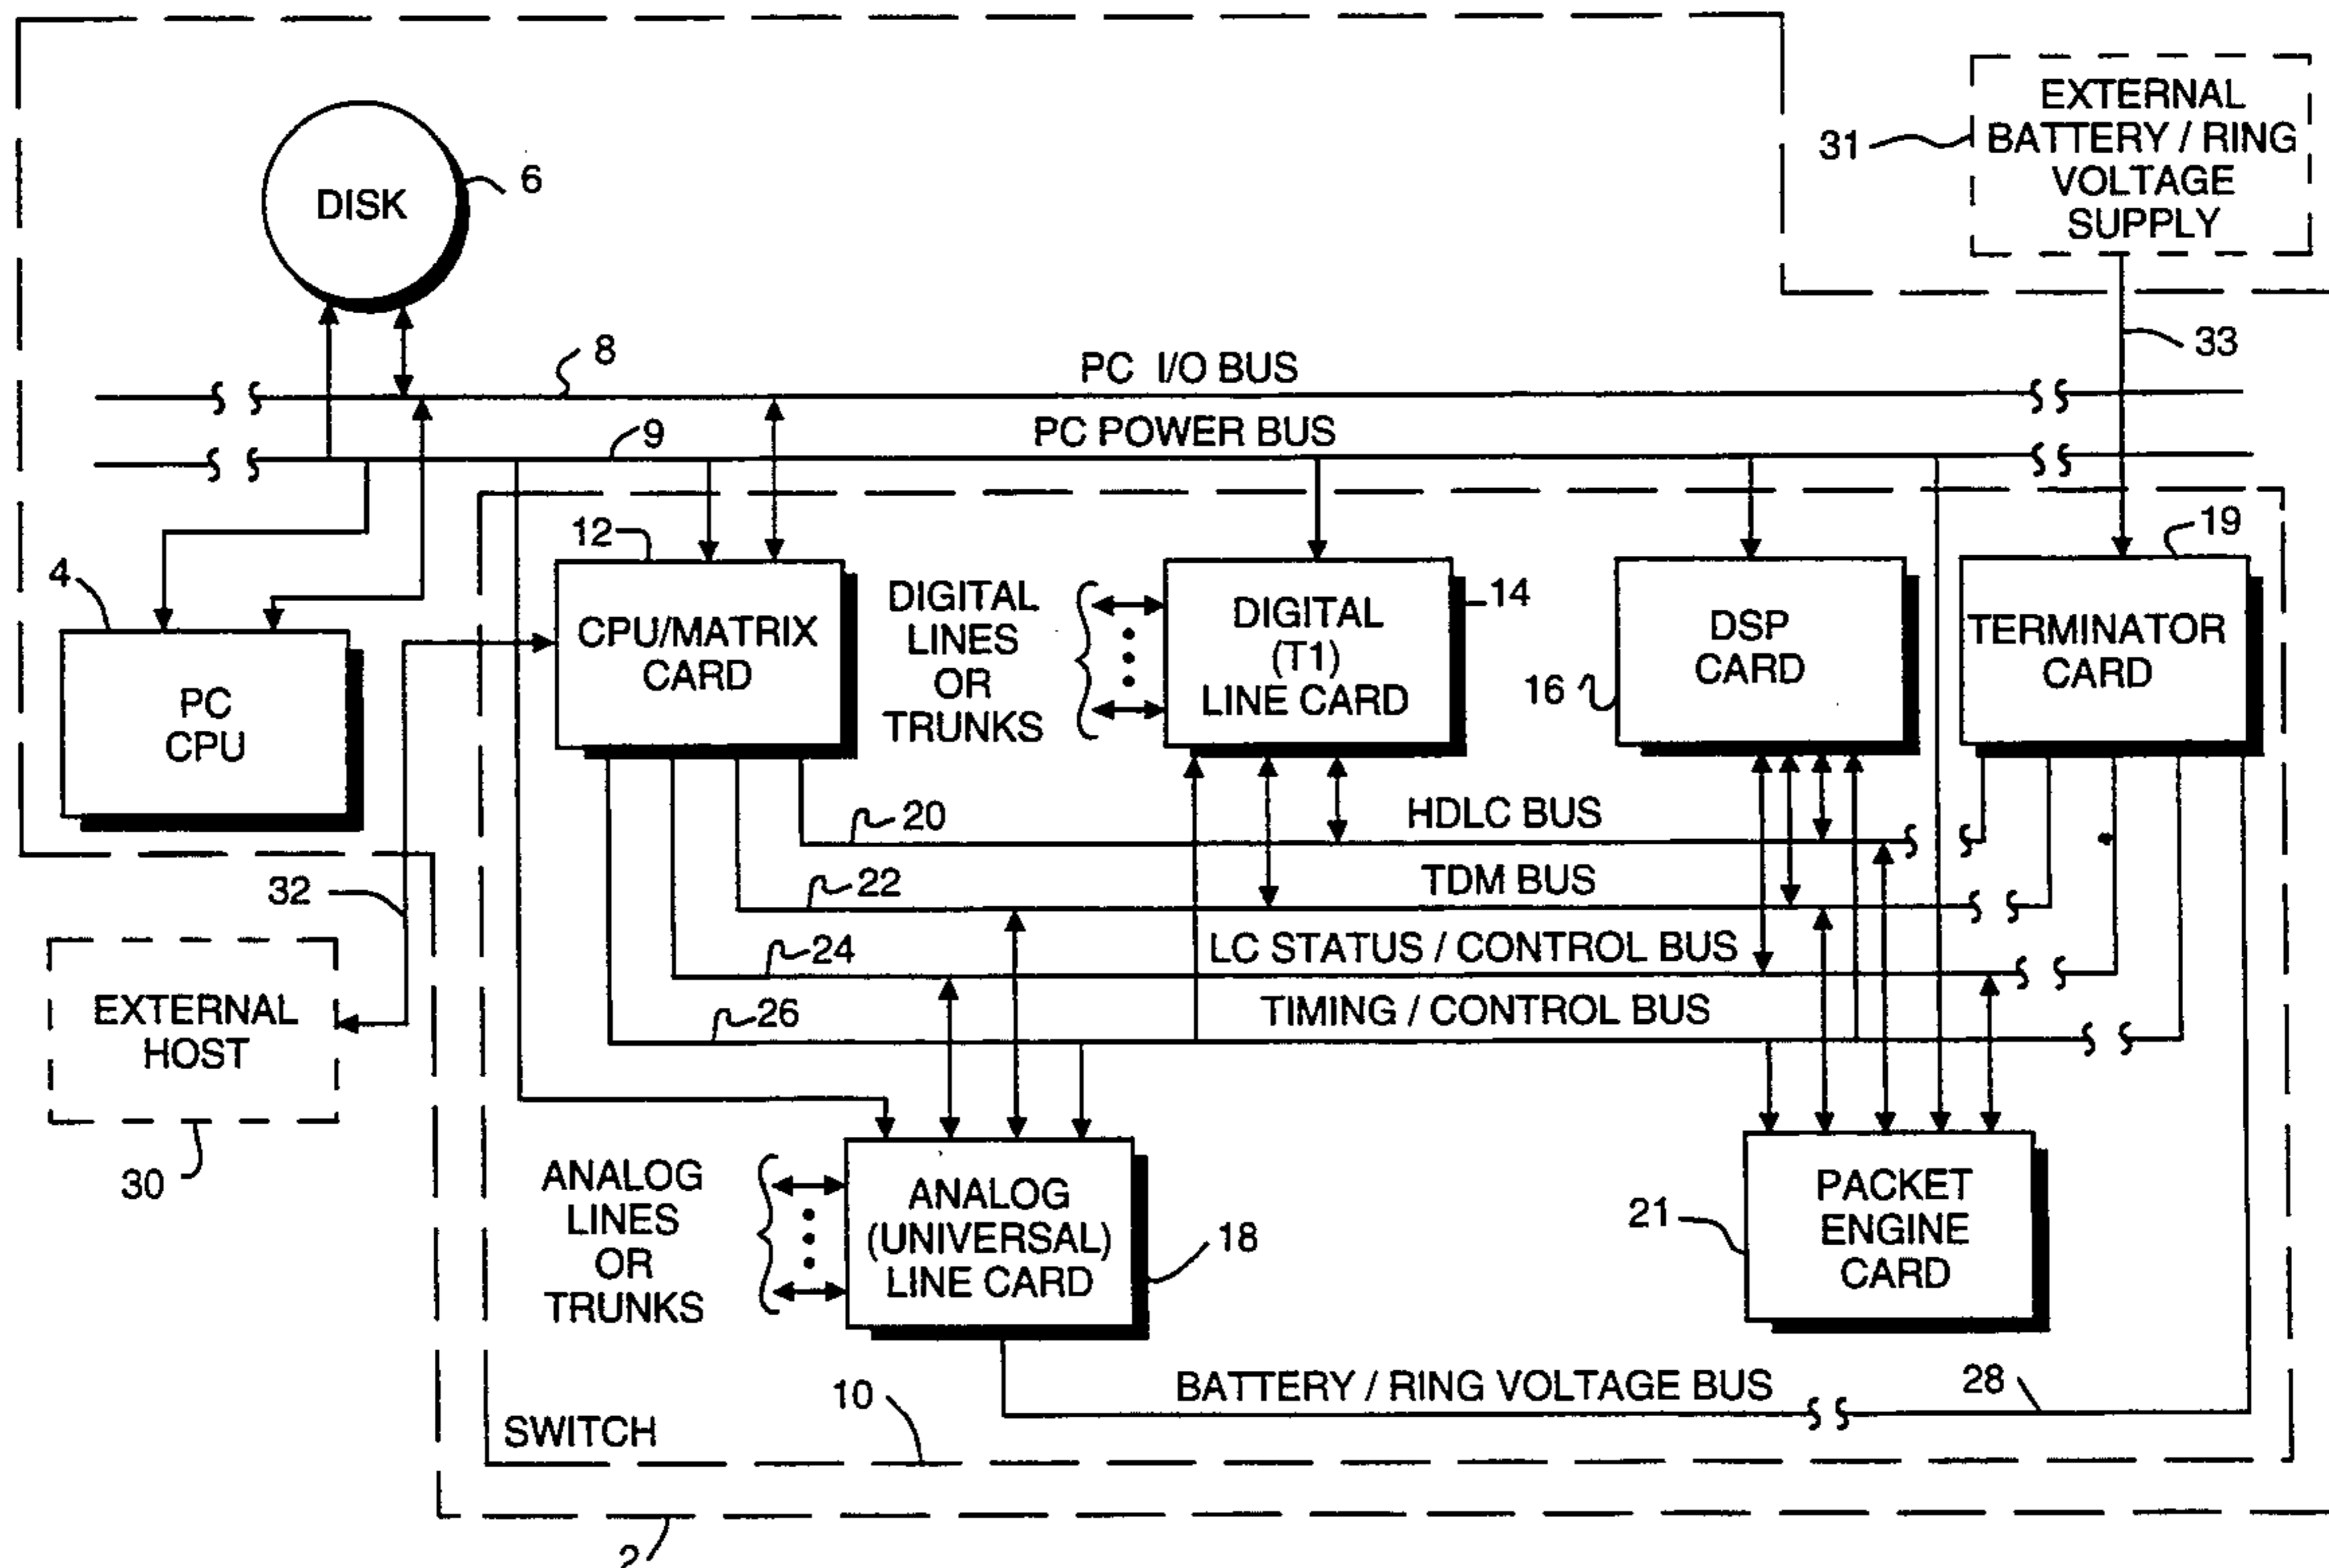 EXTERNAL
BATTERY / RING
VOLTAGE
SUPPLY
31
DISK
6
33
8
PC I/O BUS
9
PC POWER BUS
4
PC
CPU
12
CPU/MATRIX
CARD
DIGITAL
LINES
OR
TRUNKS
DIGITAL
(T1)
LINE CARD
14
DSP
CARD
16
19
TERMINATOR
CARD
20
HDLC BUS
22
TDM BUS
24
LC STATUS / CONTROL BUS
26
TIMING / CONTROL BUS
32
EXTERNAL
HOST
30
ANALOG
LINES
OR
TRUNKS
ANALOG
(UNIVERSAL)
LINE CARD
18
21
PACKET
ENGINE
CARD
BATTERY / RING VOLTAGE BUS
28
SWITCH
10
2